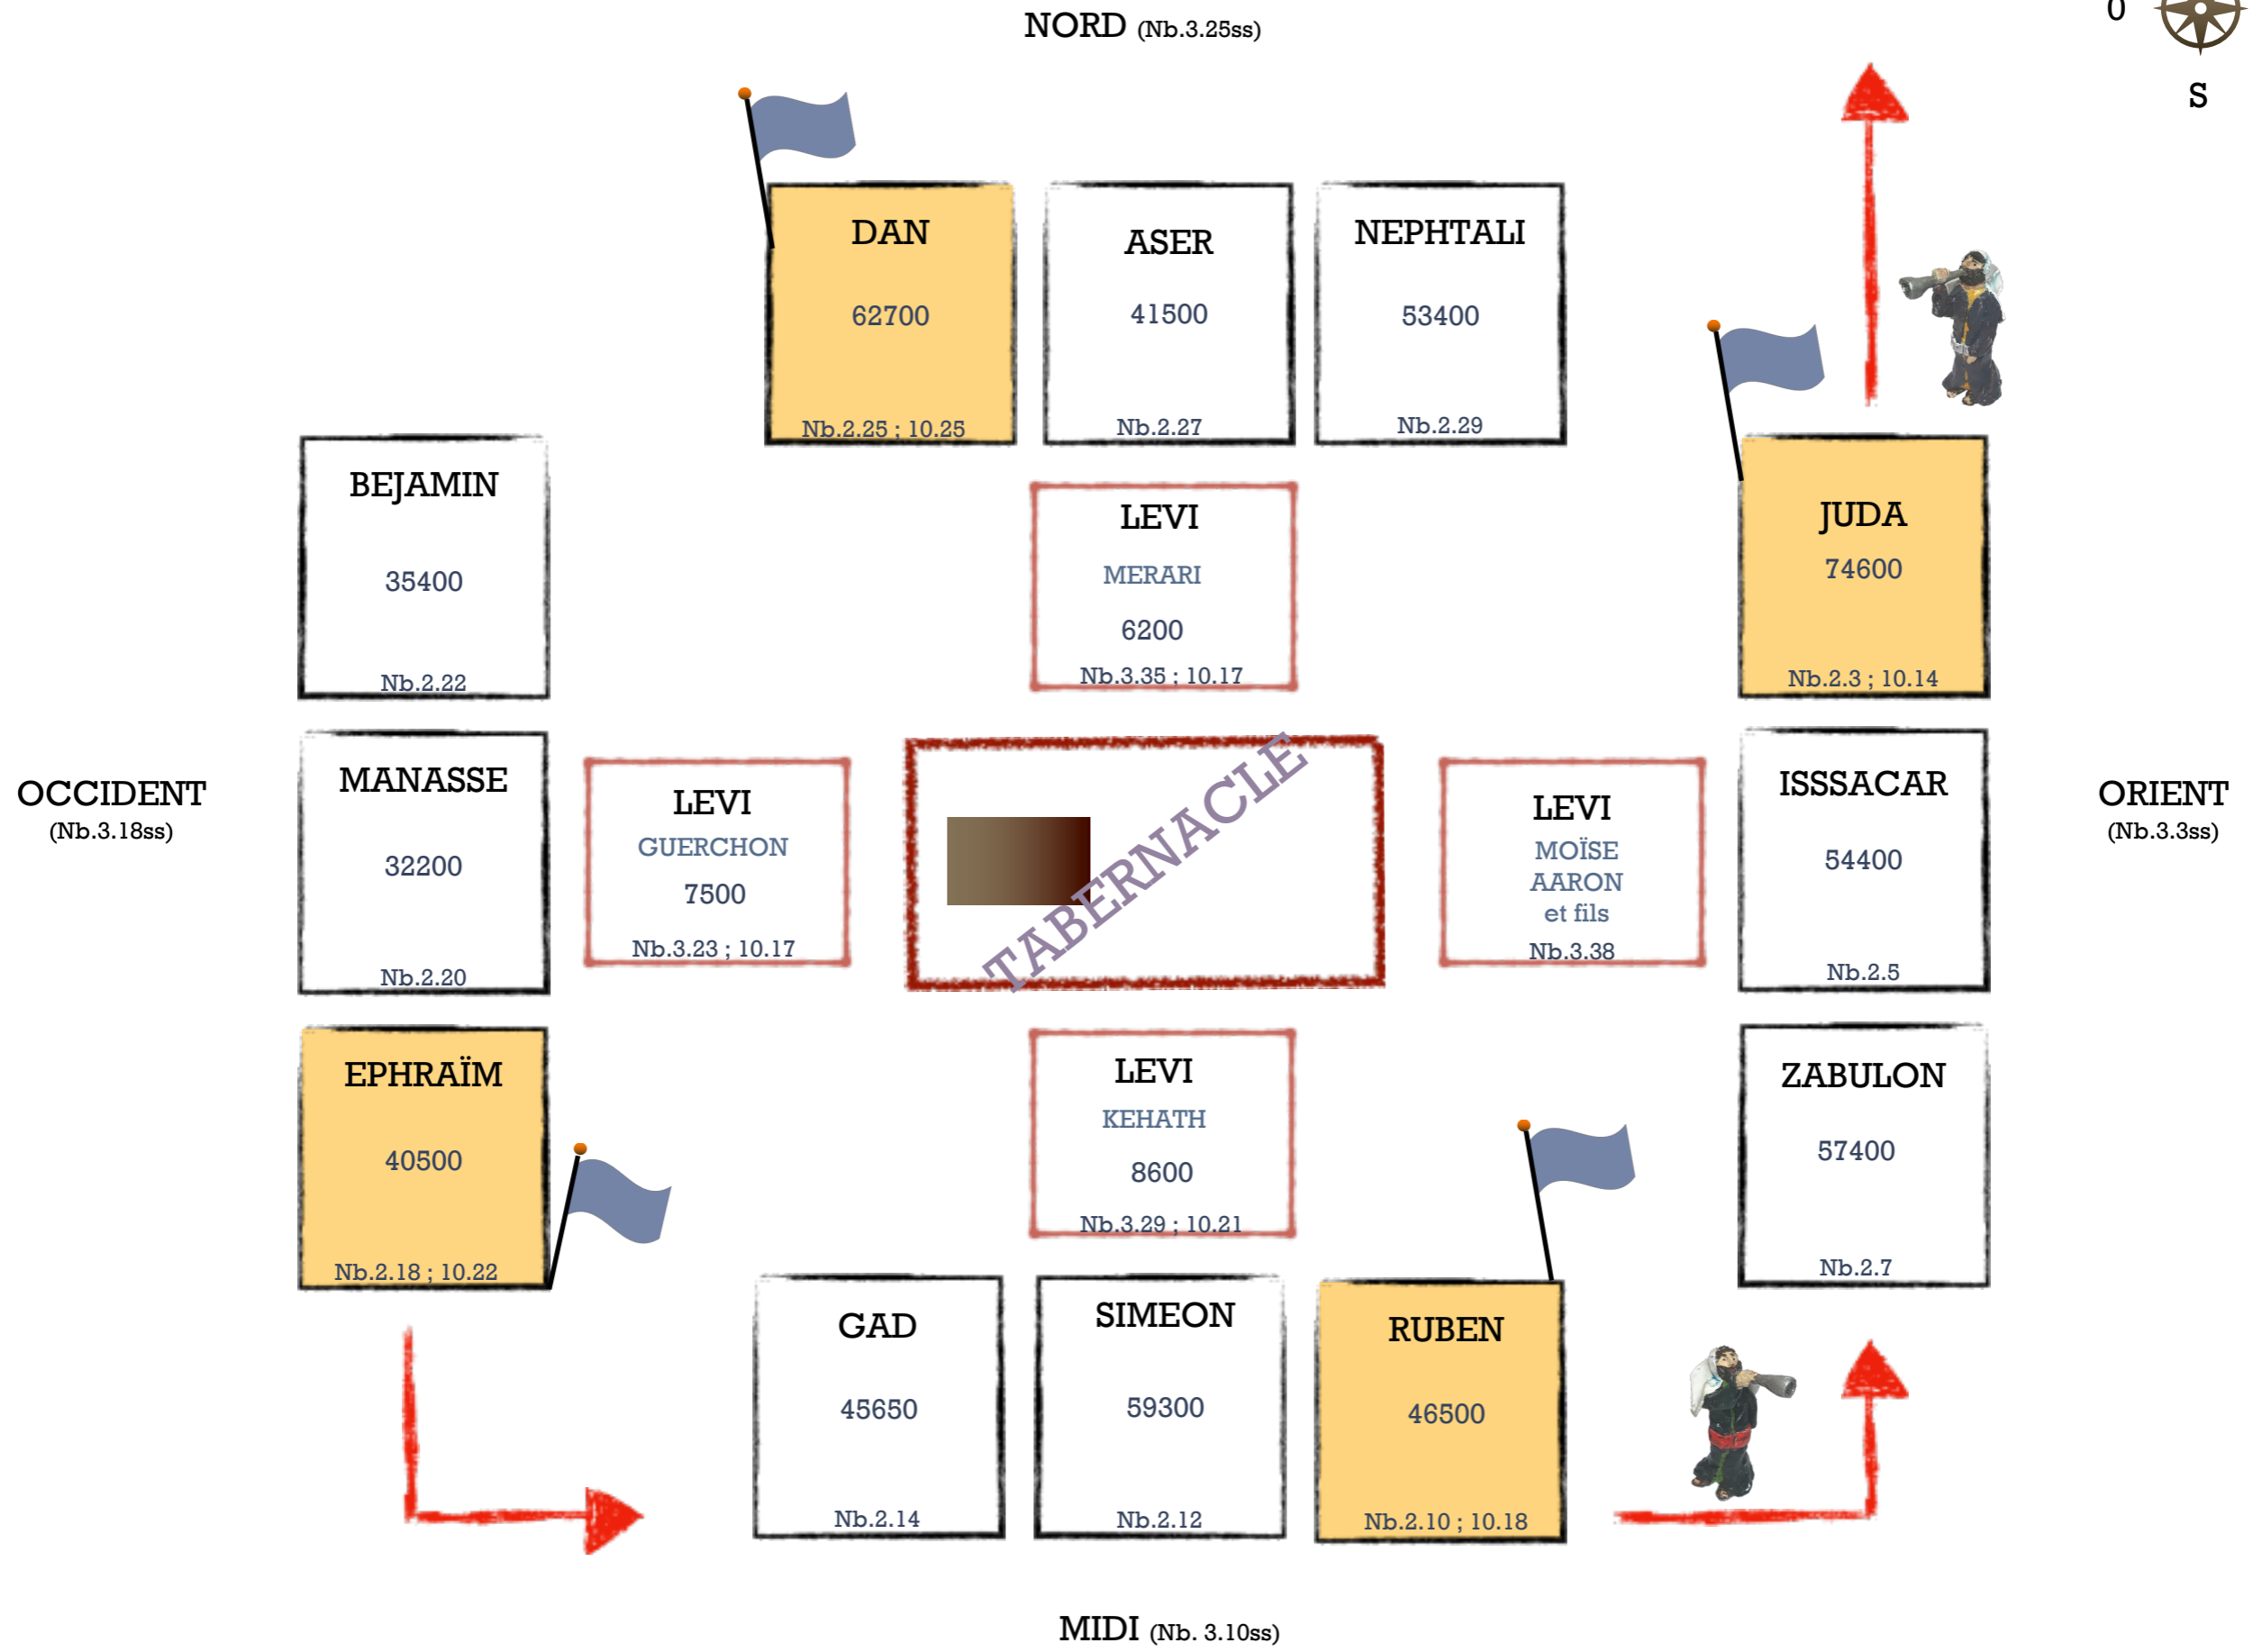 NORD (Nb.3.25ss)
0
S
DAN
62700
Nb.2.25 ; 10.25
ASER
41500
Nb.2.27
NEPHTALI
53400
Nb.2.29
BEJAMIN
35400
Nb.2.22
LEVI
MERARI
6200
Nb.3.35 ; 10.17
JUDA
74600
Nb.2.3 ; 10.14
OCCIDENT
(Nb.3.18ss)
MANASSE
32200
Nb.2.20
LEVI
GUERCHON
7500
Nb.3.23 ; 10.17
TABERNACLE
LEVI
MOÏSE
AARON
et fils
Nb.3.38
ISSSACAR
54400
Nb.2.5
ORIENT
(Nb.3.3ss)
EPHRAÏM
40500
Nb.2.18 ; 10.22
LEVI
KEHATH
8600
Nb.3.29 ; 10.21
ZABULON
57400
Nb.2.7
GAD
45650
Nb.2.14
SIMEON
59300
Nb.2.12
RUBEN
46500
Nb.2.10 ; 10.18
MIDI (Nb. 3.10ss)